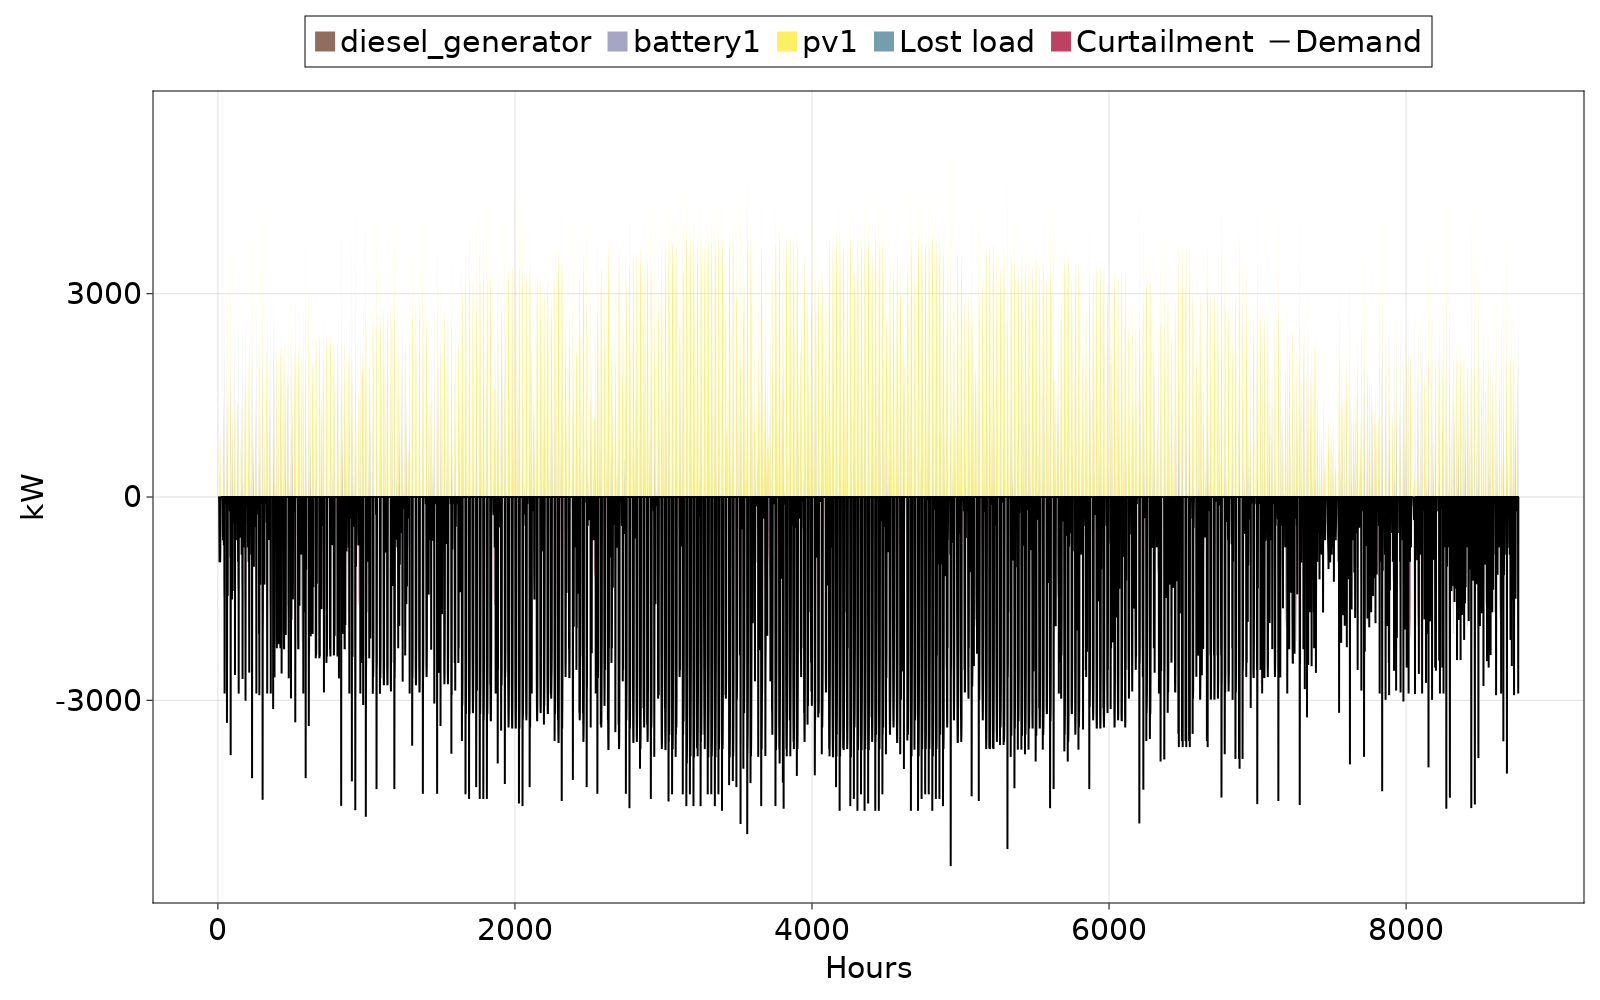 diesel_generator battery1 pv1 Lost load Curtailment Demand
kW
3000
0
-3000
0 2000 4000 6000 8000
Hours